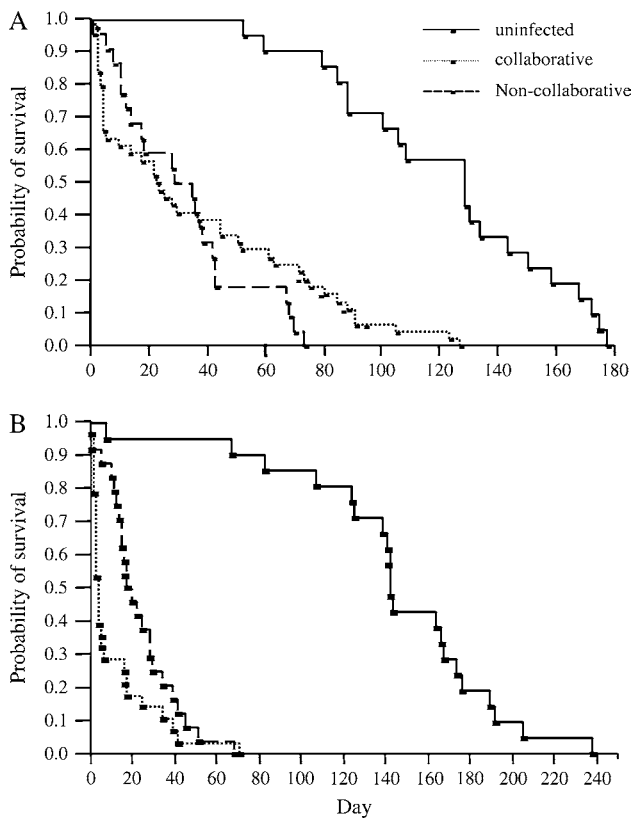 A
uninfected
collaborative
Non-collaborative
Probability of survival
1.0
0.9
0.8
0.7
0.6
0.5
0.4
0.3
0.2
0.1
0.0
0 20 40 60 80 100 120 140 160 180
B
Probability of survival
1.0
0.9
0.8
0.7
0.6
0.5
0.4
0.3
0.2
0.1
0.0
0 20 40 60 80 100 120 140 160 180 200 220 240
Day